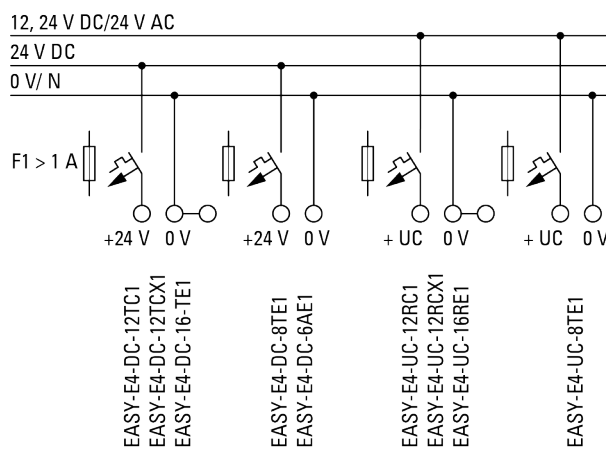 12, 24 V DC/24 V AC
24 V DC
0 V/ N
F1 > 1 A
+24 V 0 V
+24 V 0 V
+ UC 0 V
+ UC 0 V
EASY-E4-DC-12TC1
EASY-E4-DC-12TCX1
EASY-E4-DC-16-TE1
EASY-E4-DC-8TE1
EASY-E4-DC-6AE1
EASY-E4-UC-12RC1
EASY-E4-UC-12RCX1
EASY-E4-UC-16RE1
EASY-E4-UC-8TE1